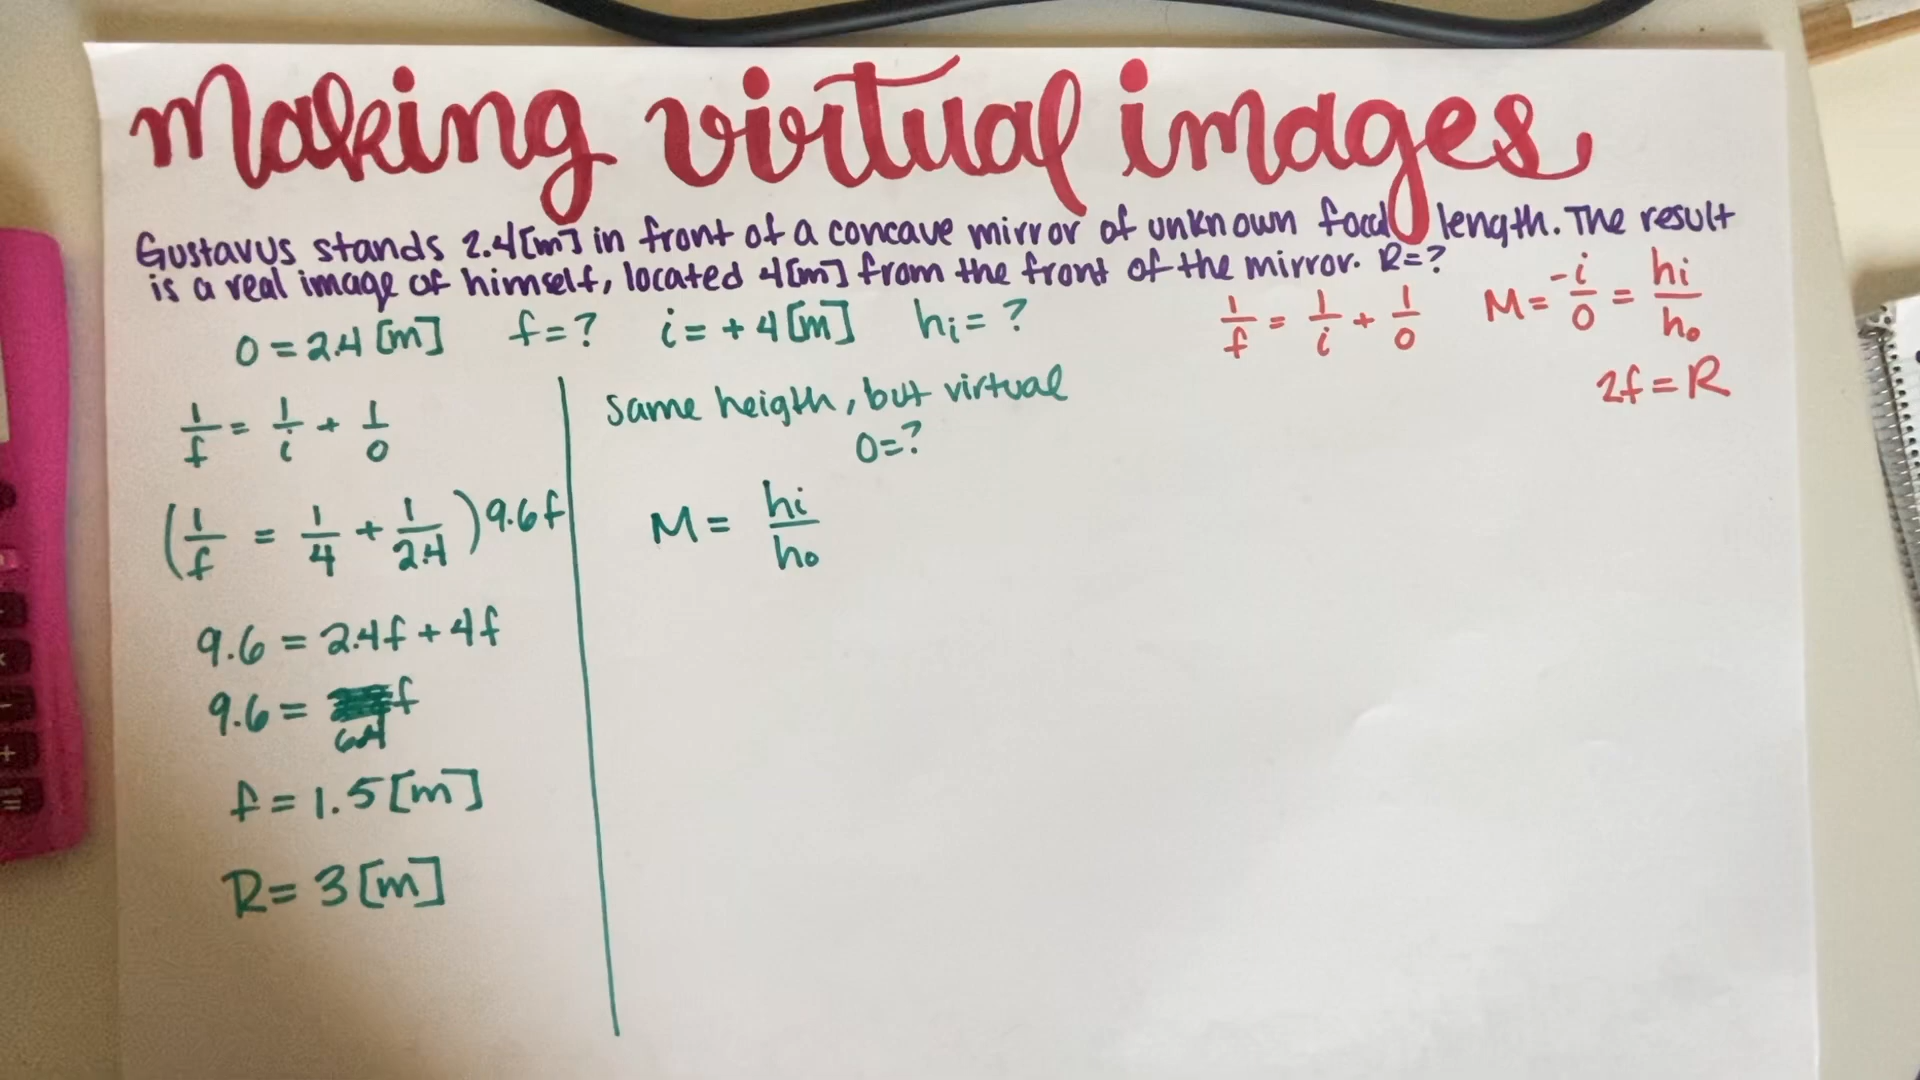 Making virtual images
Gustavus stands 2.4[m] in front of a concave mirror of unknown focal length. The result
is a real image of himself, located 4[m] from the front of the mirror. R=?
o = 2.4 [m] f = ? i = + 4 [m] hi = ?
1/f = 1/i + 1/o
M = -i/o = hi/ho
2f = R
1/f = 1/i + 1/o
(1/f = 1/4 + 1/2.4) 9.6f
9.6 = 2.4f + 4f
9.6 = 6.4 f
f = 1.5 [m]
R = 3 [m]
same heigth, but virtual
o = ?
M = hi/ho